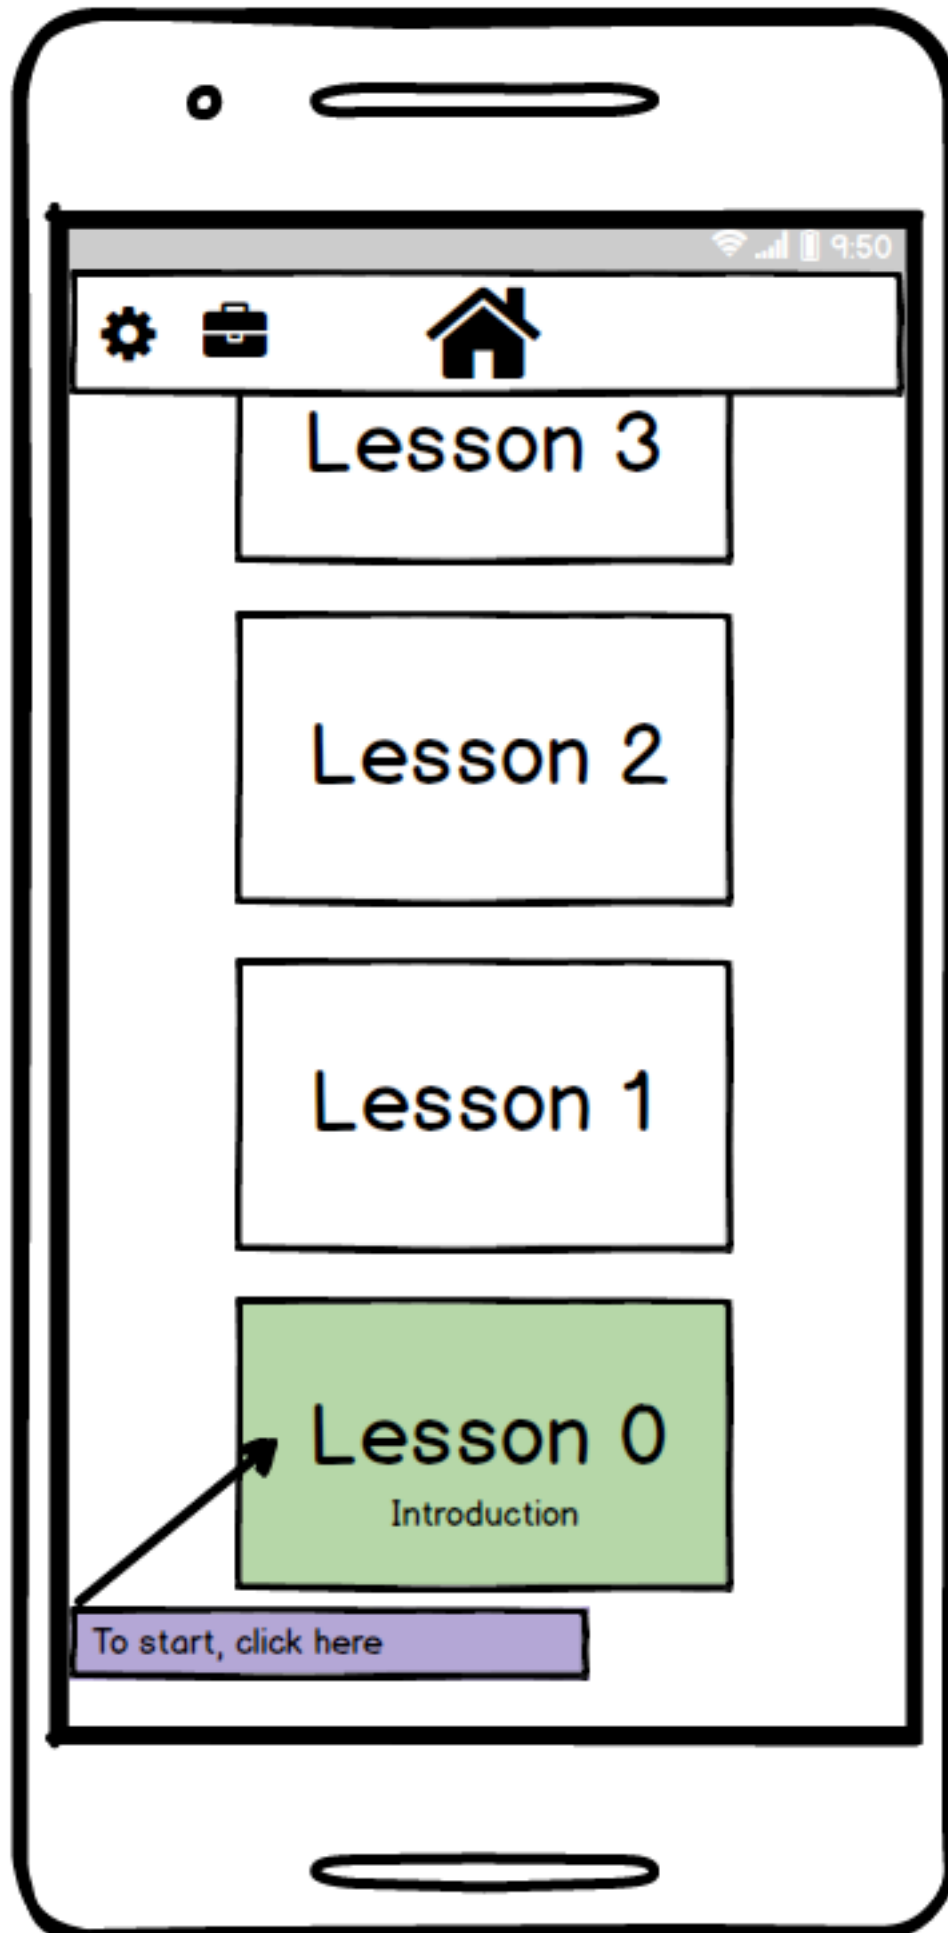 9:50
Lesson 3
Lesson 2
Lesson 1
Lesson 0
Introduction
To start, click here